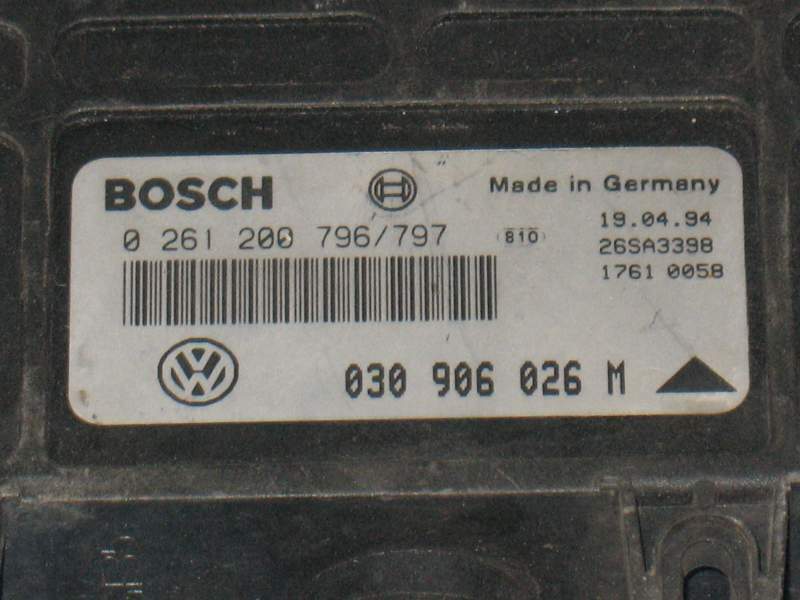 BOSCH
Made in Germany
0 261 200 796/797
810
19.04.94
26SA3398
1761 0058
030 906 026 M